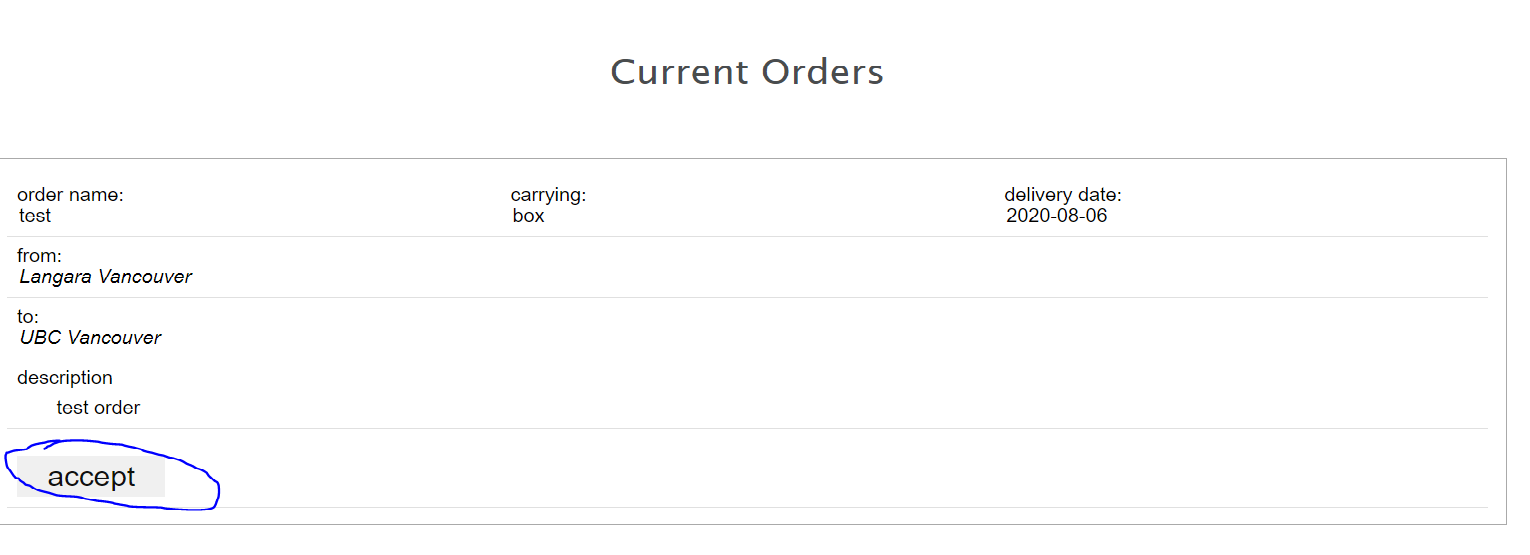 Current Orders
order name: carrying: delivery date:
test box 2020-08-06
from:
Langara Vancouver
to:
UBC Vancouver
description
test order
accept